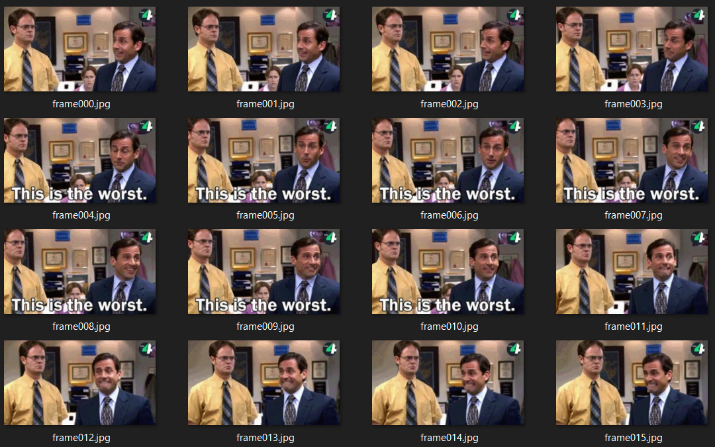 frame000.jpg
frame001.jpg
frame002.jpg
frame003.jpg
This is the worst.
This is the worst.
This is the worst.
This is the worst.
frame004.jpg
frame005.jpg
frame006.jpg
frame007.jpg
This is the worst.
This is the worst.
This is the worst.
frame008.jpg
frame009.jpg
frame010.jpg
frame011.jpg
frame012.jpg
frame013.jpg
frame014.jpg
frame015.jpg